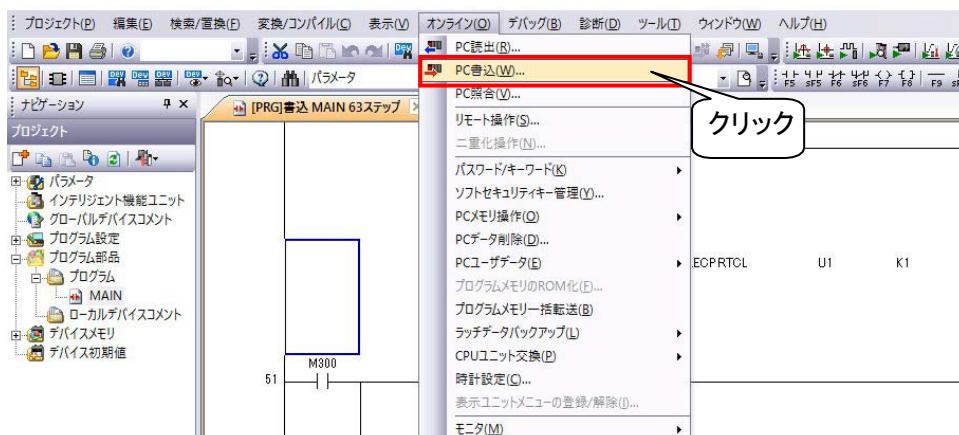 プロジェクト(P) 編集(E) 検索/置換(F) 変換/コンパイル(C) 表示(V) オンライン(O) デバッグ(B) 診断(D) ツール(T) ウィンドウ(W) ヘルプ(H)
パラメータ
F5 sF5 F6 sF6 F7 F8 F9
ナビゲーション
[PRG]書込 MAIN 63ステップ
プロジェクト
パラメータ
インテリジェント機能ユニット
グローバルデバイスコメント
プログラム設定
プログラム部品
プログラム
MAIN
ローカルデバイスコメント
デバイスメモリ
デバイス初期値
PC読出(R)...
PC書込(W)...
PC照合(V)...
リモート操作(S)...
二重化操作(N)...
パスワード/キーワード(K)
ソフトセキュリティキー管理(Y)...
PCメモリ操作(O)
PCデータ削除(D)...
PCユーザデータ(E)
プログラムメモリのROM化(F)...
プログラムメモリ一括転送(B)
ラッチデータバックアップ(L)
CPUユニット交換(P)
時計設定(C)...
表示ユニットメニューの登録/解除(I)...
モニタ(M)
クリック
.ECPRTCL U1 K1
M300
51